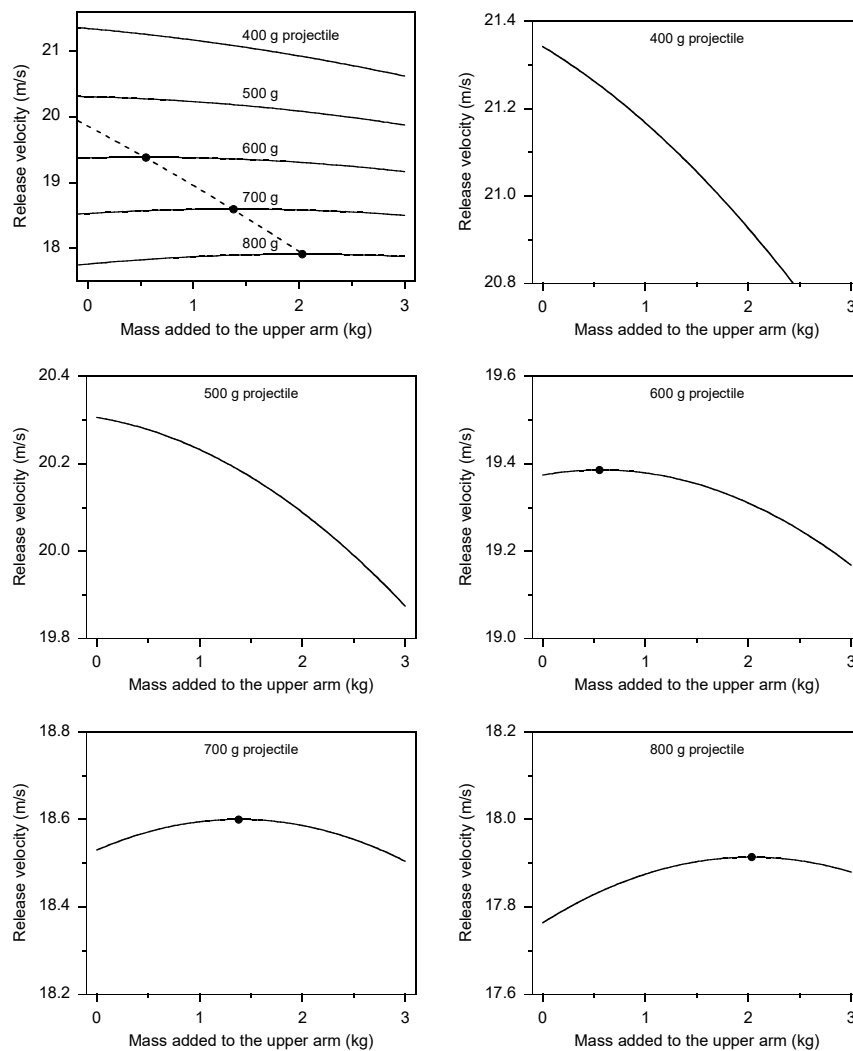 21
20
19
18
Release velocity (m/s)
400 g projectile
500 g
600 g
700 g
800 g
0 1 2 3
Mass added to the upper arm (kg)
21.4
21.2
21.0
20.8
Release velocity (m/s)
400 g projectile
0 1 2 3
Mass added to the upper arm (kg)
20.4
20.2
20.0
19.8
Release velocity (m/s)
500 g projectile
0 1 2 3
Mass added to the upper arm (kg)
19.6
19.4
19.2
19.0
Release velocity (m/s)
600 g projectile
0 1 2 3
Mass added to the upper arm (kg)
18.8
18.6
18.4
18.2
Release velocity (m/s)
700 g projectile
0 1 2 3
Mass added to the upper arm (kg)
18.2
18.0
17.8
17.6
Release velocity (m/s)
800 g projectile
0 1 2 3
Mass added to the upper arm (kg)